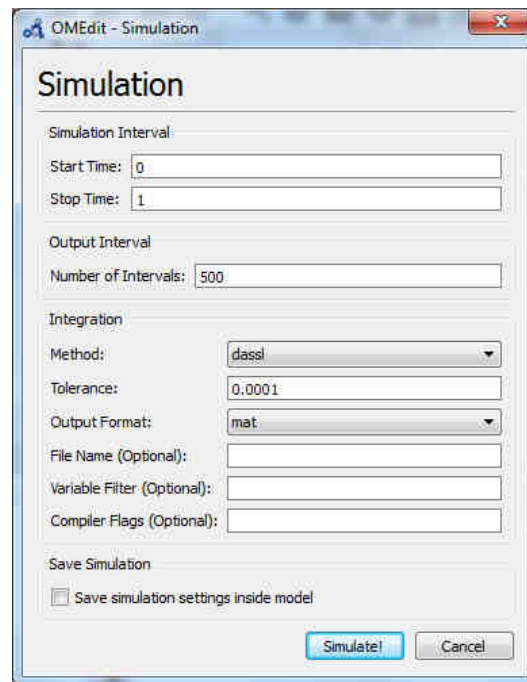 OMEdit - Simulation
Simulation
Simulation Interval
Start Time: 0
Stop Time: 1
Output Interval
Number of Intervals: 500
Integration
Method: dassl
Tolerance: 0.0001
Output Format: mat
File Name (Optional):
Variable Filter (Optional):
Compiler Flags (Optional):
Save Simulation
Save simulation settings inside model
Simulate! Cancel